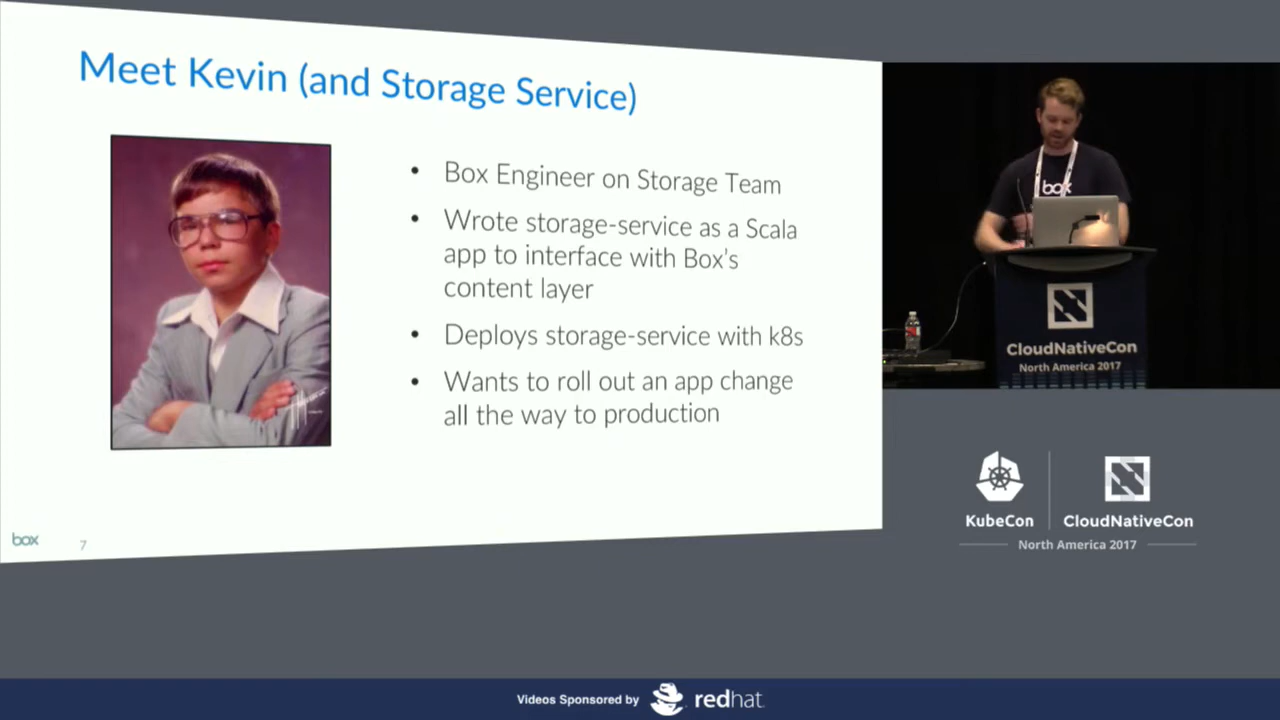 Meet Kevin (and Storage Service)
• Box Engineer on Storage Team
• Wrote storage-service as a Scala
app to interface with Box's
content layer
• Deploys storage-service with k8s
• Wants to roll out an app change
all the way to production
box
7
box
CloudNativeCon
North America 2017
KubeCon
CloudNativeCon
North America 2017
Videos Sponsored by
redhat.